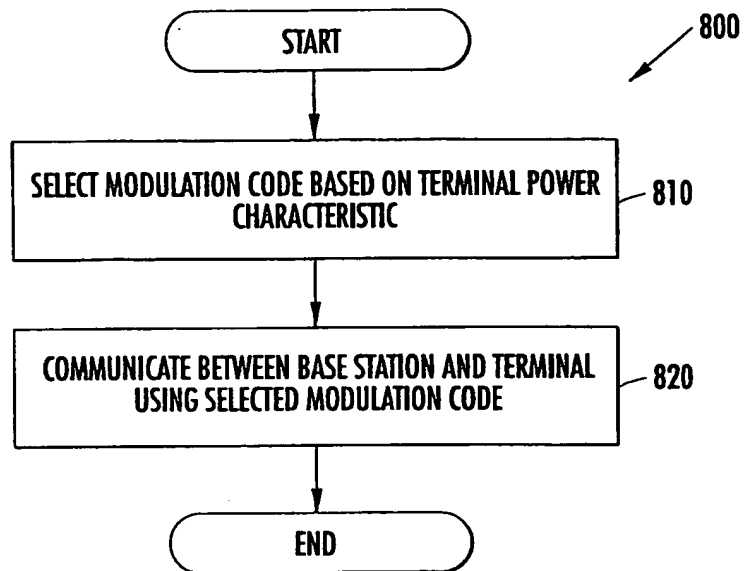 START
800
SELECT MODULATION CODE BASED ON TERMINAL POWER
CHARACTERISTIC
810
COMMUNICATE BETWEEN BASE STATION AND TERMINAL
USING SELECTED MODULATION CODE
820
END